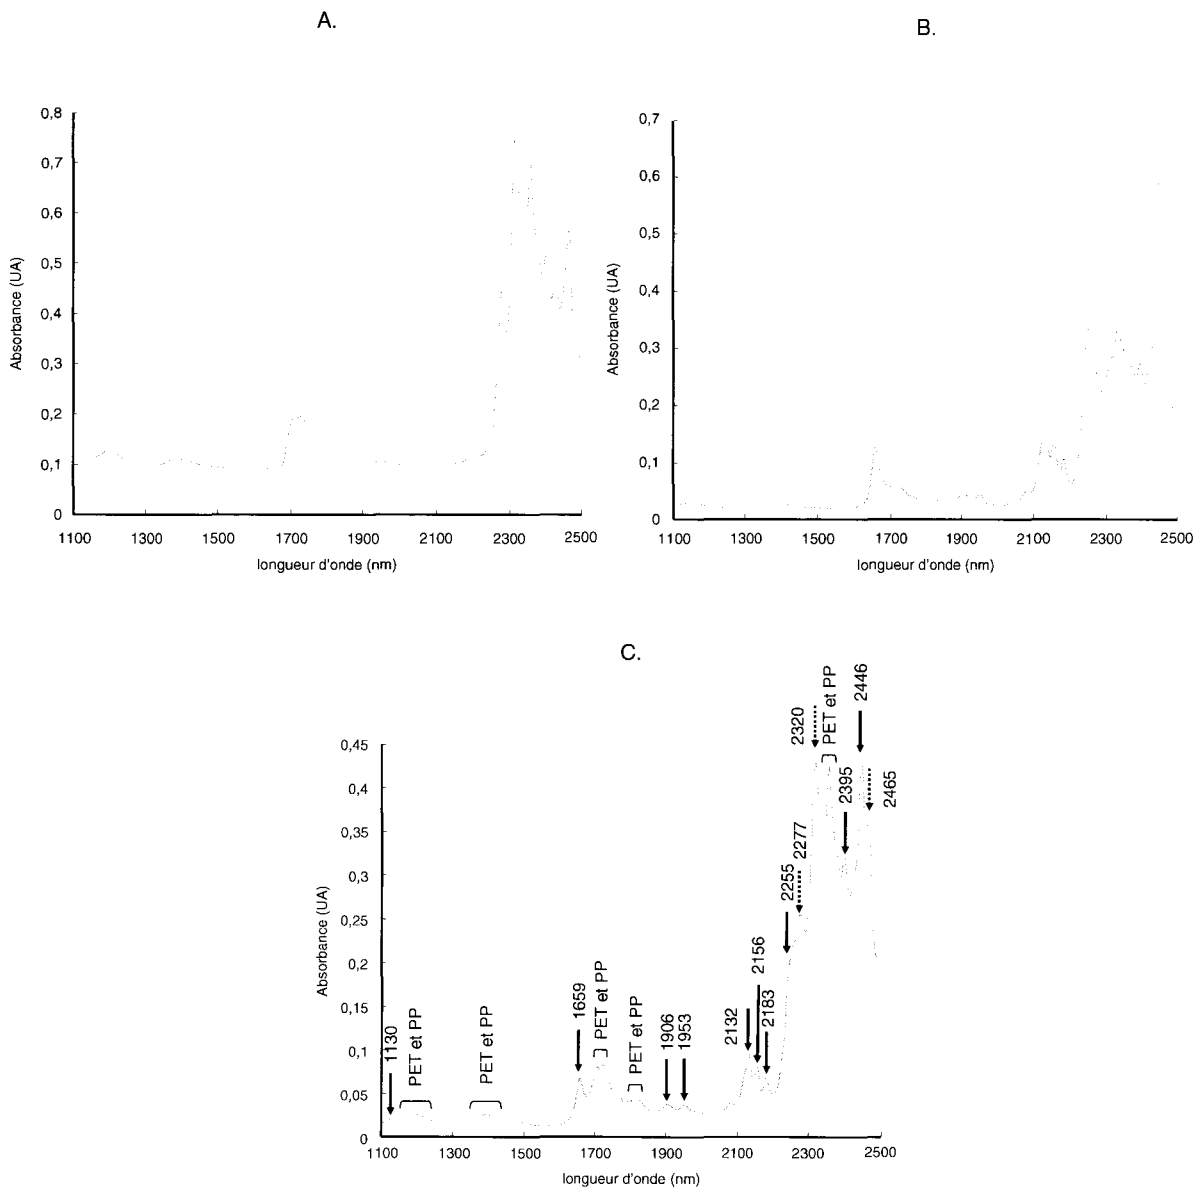 A.
0,8
0,7
0,6
0,5
0,4
0,3
0,2
0,1
0
Absorbance (UA)
1100 1300 1500 1700 1900 2100 2300 2500
longueur d'onde (nm)
B.
0,7
0,6
0,5
0,4
0,3
0,2
0,1
0
Absorbance (UA)
1100 1300 1500 1700 1900 2100 2300 2500
longueur d'onde (nm)
C.
0,45
0,4
0,35
0,3
0,25
0,2
0,15
0,1
0,05
0
Absorbance (UA)
1130
PET et PP
PET et PP
1659
PET et PP
PET et PP
1906
1953
2132
2156
2183
2255
2277
2320
PET et PP
2395
2446
2465
1100 1300 1500 1700 1900 2100 2300 2500
longueur d'onde (nm)